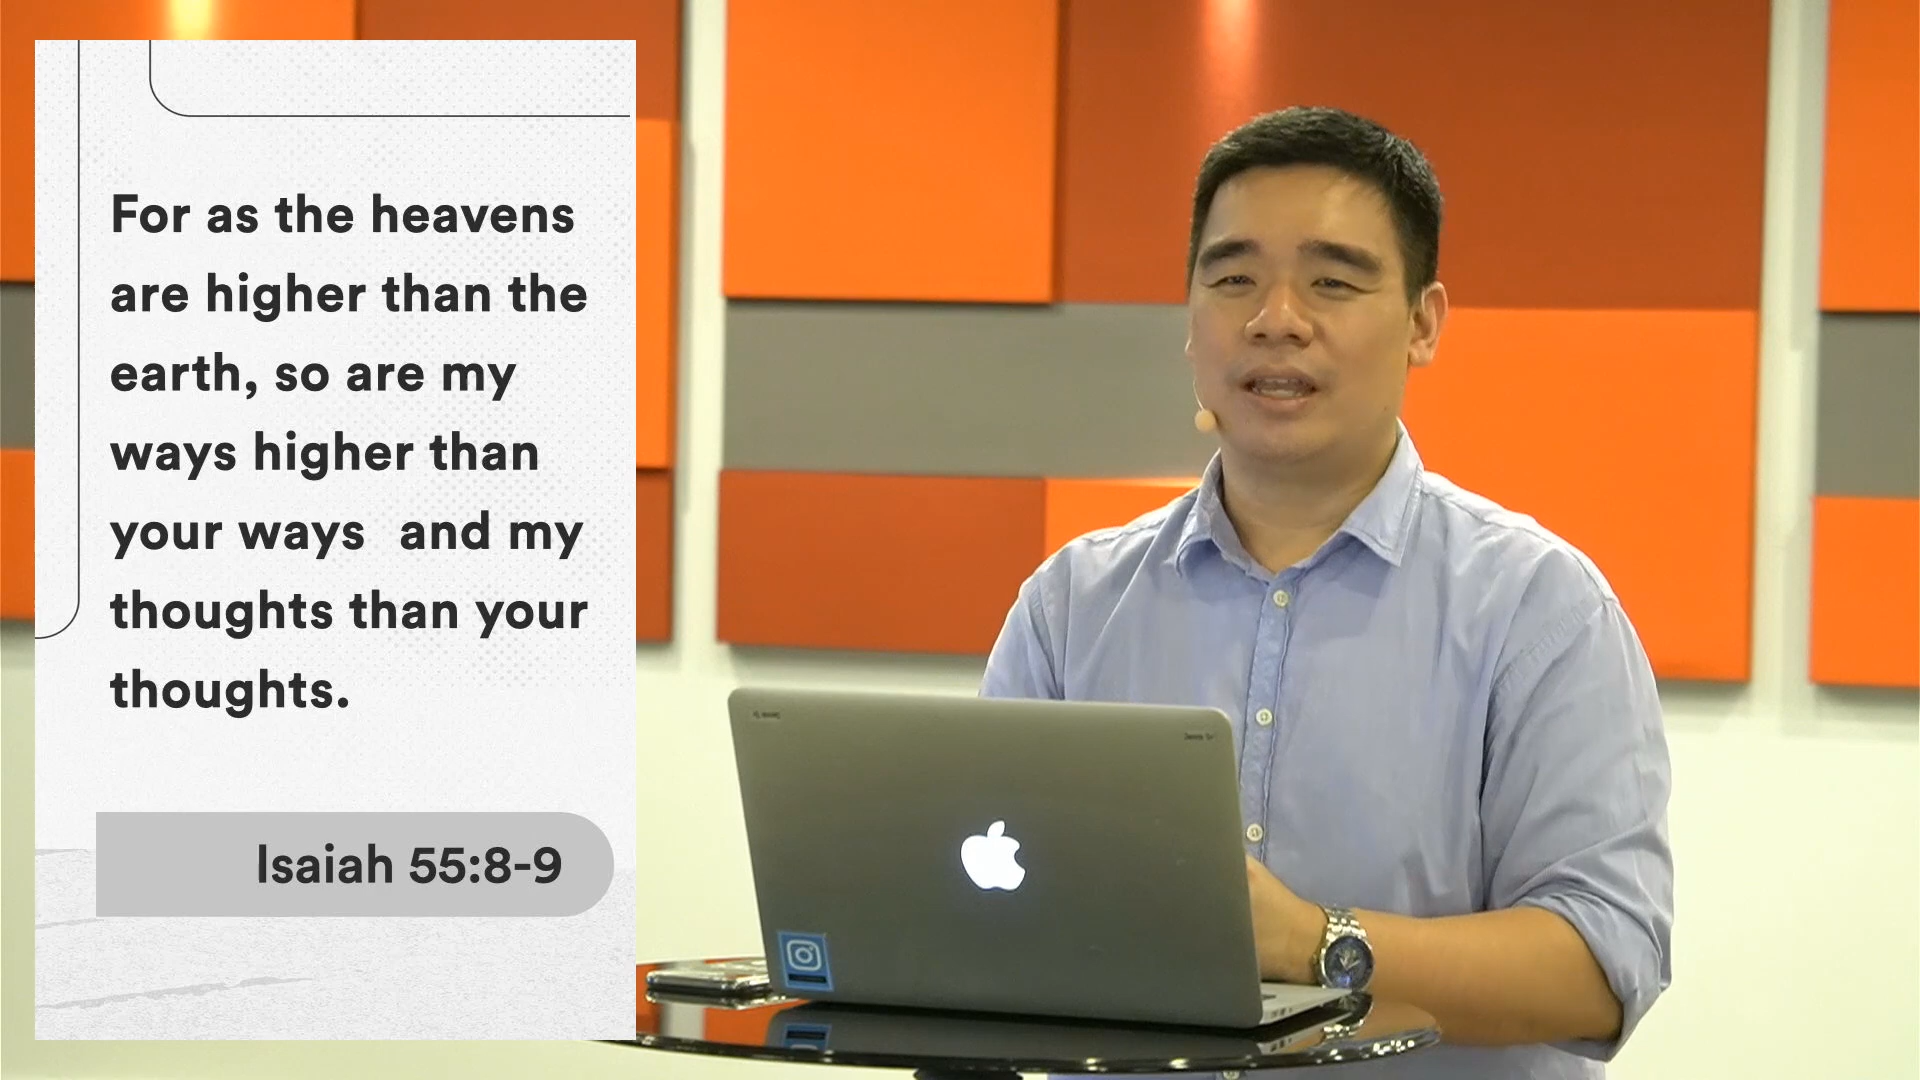 For as the heavens
are higher than the
earth, so are my
ways higher than
your ways  and my
thoughts than your
thoughts.
Isaiah 55:8-9